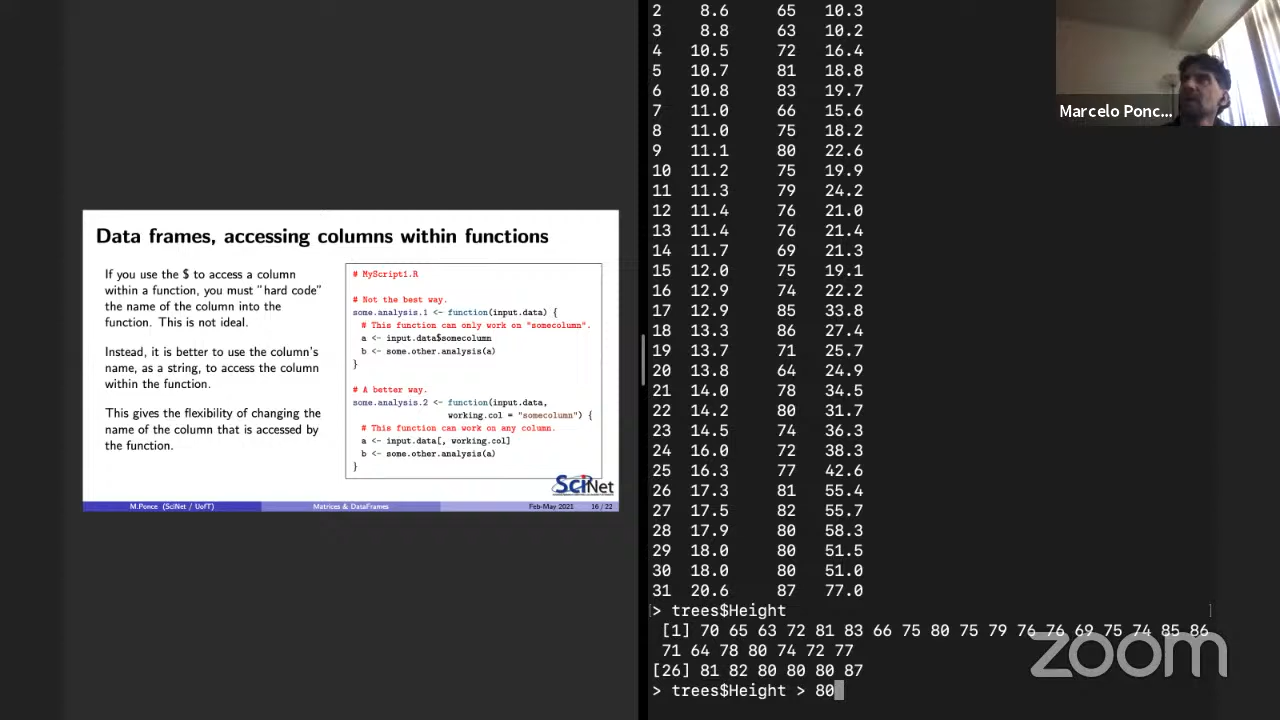 Data frames, accessing columns within functions
If you use the $ to access a column
within a function, you must "hard code"
the name of the column into the
function. This is not ideal.
Instead, it is better to use the column's
name, as a string, to access the column
within the function.
This gives the flexibility of changing the
name of the column that is accessed by
the function.
# MyScript1.R
# Not the best way.
some.analysis.1 <- function(input.data) {
# This function can only work on "somecolumn".
a <- input.data$somecolumn
b <- some.other.analysis(a)
}
# A better way.
some.analysis.2 <- function(input.data,
working.col = "somecolumn") {
# This function can work on any column.
a <- input.data[, working.col]
b <- some.other.analysis(a)
}
SciNet
M.Ponce (SciNet / UofT) Matrices & DataFrames Feb-May 2021 16 / 22
2 8.6 65 10.3
3 8.8 63 10.2
4 10.5 72 16.4
5 10.7 81 18.8
6 10.8 83 19.7
7 11.0 66 15.6
8 11.0 75 18.2
9 11.1 80 22.6
10 11.2 75 19.9
11 11.3 79 24.2
12 11.4 76 21.0
13 11.4 76 21.4
14 11.7 69 21.3
15 12.0 75 19.1
16 12.9 74 22.2
17 12.9 85 33.8
18 13.3 86 27.4
19 13.7 71 25.7
20 13.8 64 24.9
21 14.0 78 34.5
22 14.2 80 31.7
23 14.5 74 36.3
24 16.0 72 38.3
25 16.3 77 42.6
26 17.3 81 55.4
27 17.5 82 55.7
28 17.9 80 58.3
29 18.0 80 51.5
30 18.0 80 51.0
31 20.6 87 77.0
> trees$Height
[1] 70 65 63 72 81 83 66 75 80 75 79 76 76 69 75 74 85 86
71 64 78 80 74 72 77
[26] 81 82 80 80 80 87
> trees$Height > 80
Marcelo Ponc...
zoom